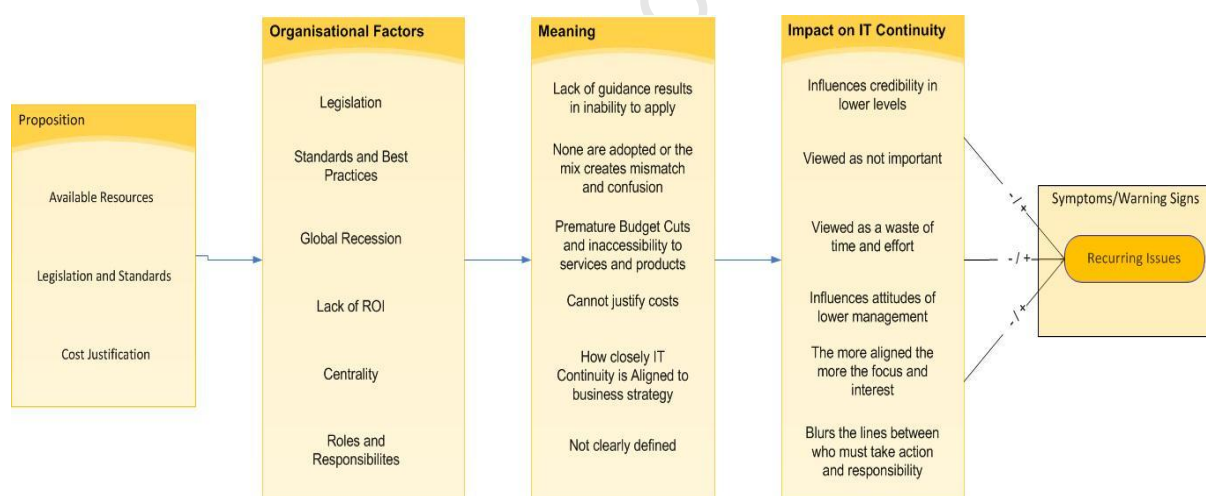 Proposition
Available Resources
Legislation and Standards
Cost Justification
Organisational Factors
Legislation
Standards and Best
Practices
Global Recession
Lack of ROI
Centrality
Roles and
Responsibilites
Meaning
Lack of guidance results
in inability to apply
None are adopted or the
mix creates mismatch
and confusion
Premature Budget Cuts
and inaccessibility to
services and products
Cannot justify costs
How closely IT
Continuity is Aligned to
business strategy
Not clearly defined
Impact on IT Continuity
Influences credibility in
lower levels
Viewed as not important
Viewed as a waste of
time and effort
Influences attitudes of
lower management
The more aligned the
more the focus and
interest
Blurs the lines between
who must take action
and responsibility
- / +
- / +
- / +
Symptoms/Warning Signs
Recurring Issues